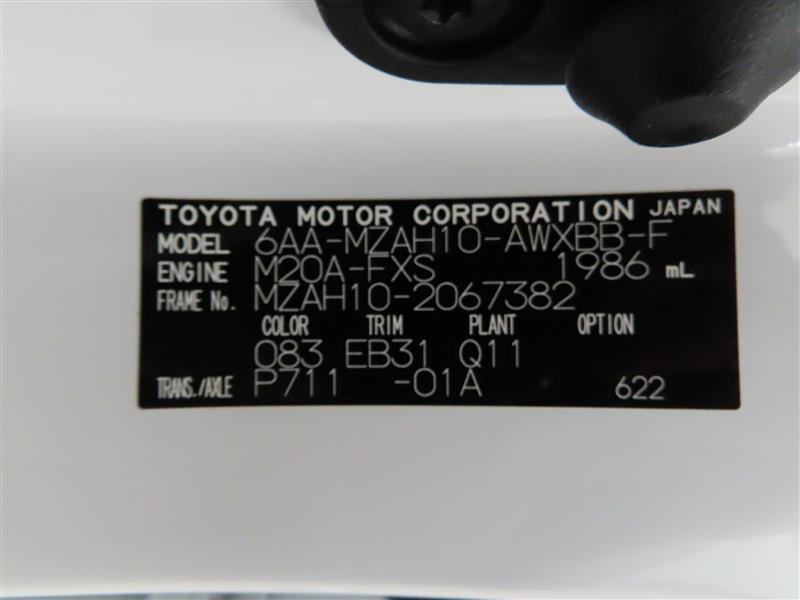 TOYOTA MOTOR CORPORATION JAPAN
MODEL 6AA-MZAH10-AWXBB-F
ENGINE M20A-FXS 1986 mL
FRAME No. MZAH10-2067382
COLOR TRIM PLANT OPTION
083 EB31 Q11
TRANS./AXLE P711 -01A 622